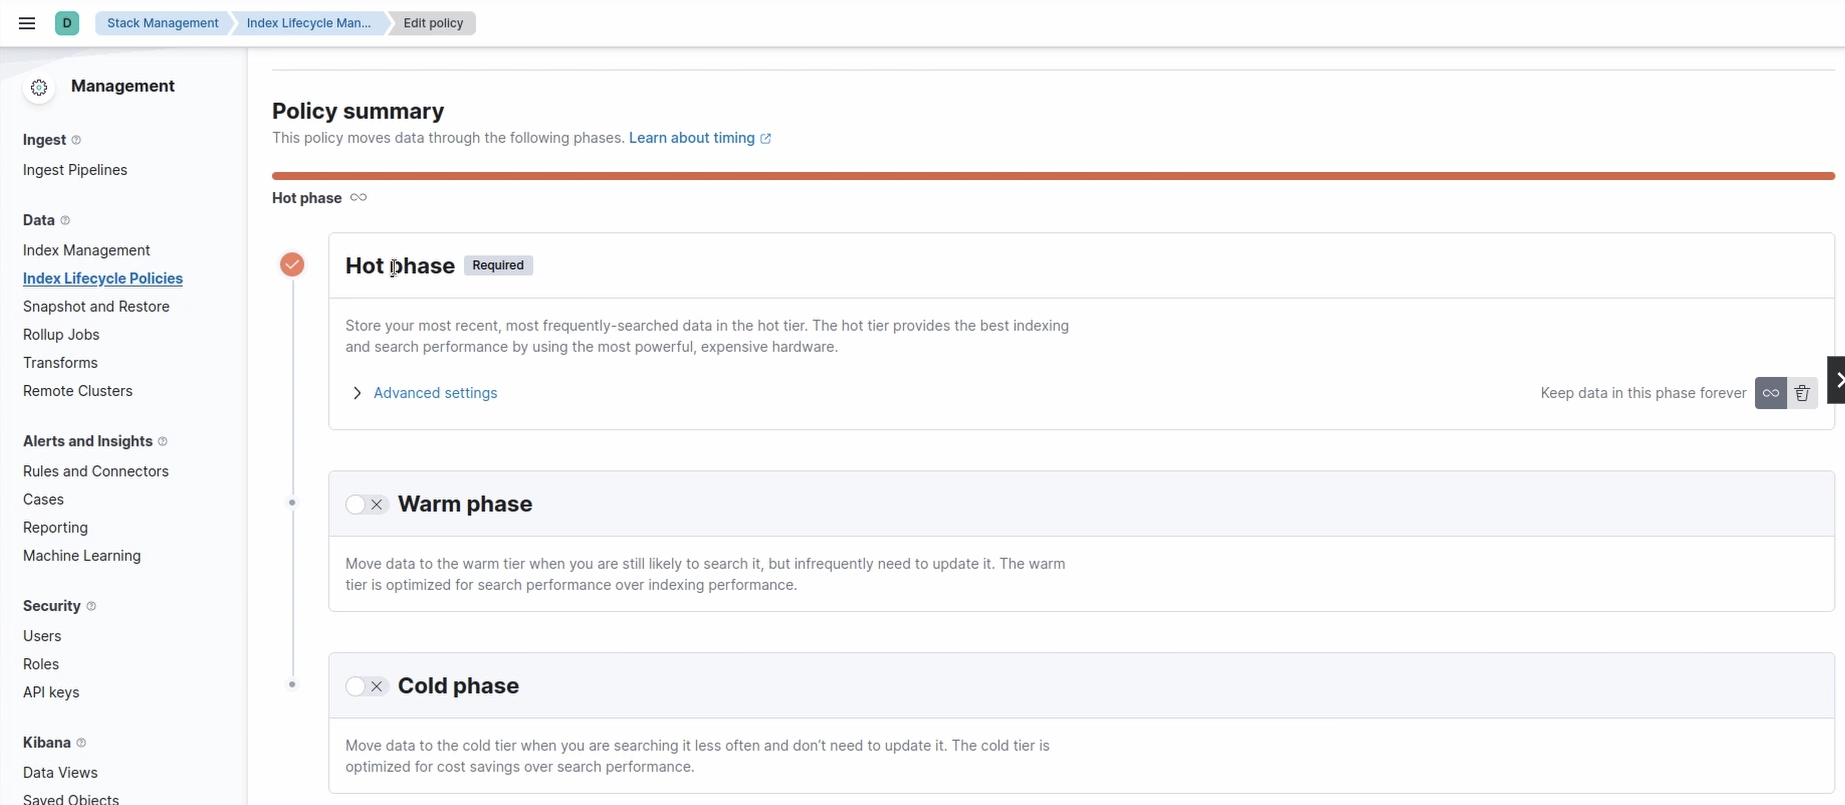 D Stack Management Index Lifecycle Man... Edit policy
Management
Ingest
Ingest Pipelines
Data
Index Management
Index Lifecycle Policies
Snapshot and Restore
Rollup Jobs
Transforms
Remote Clusters
Alerts and Insights
Rules and Connectors
Cases
Reporting
Machine Learning
Security
Users
Roles
API keys
Kibana
Data Views
Saved Objects
Policy summary
This policy moves data through the following phases. Learn about timing
Hot phase
Hot phase Required
Store your most recent, most frequently-searched data in the hot tier. The hot tier provides the best indexing
and search performance by using the most powerful, expensive hardware.
Advanced settings Keep data in this phase forever
Warm phase
Move data to the warm tier when you are still likely to search it, but infrequently need to update it. The warm
tier is optimized for search performance over indexing performance.
Cold phase
Move data to the cold tier when you are searching it less often and don’t need to update it. The cold tier is
optimized for cost savings over search performance.